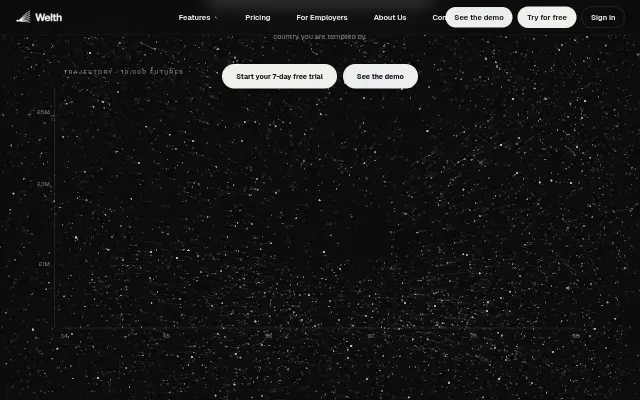 Welth
Features
Pricing
For Employers
About Us
Con
See the demo
Try for free
Sign in
country you are tempted by
TRAJECTORY · 10,000 FUTURES
Start your 7-day free trial
See the demo
£5M
£3M
£1M